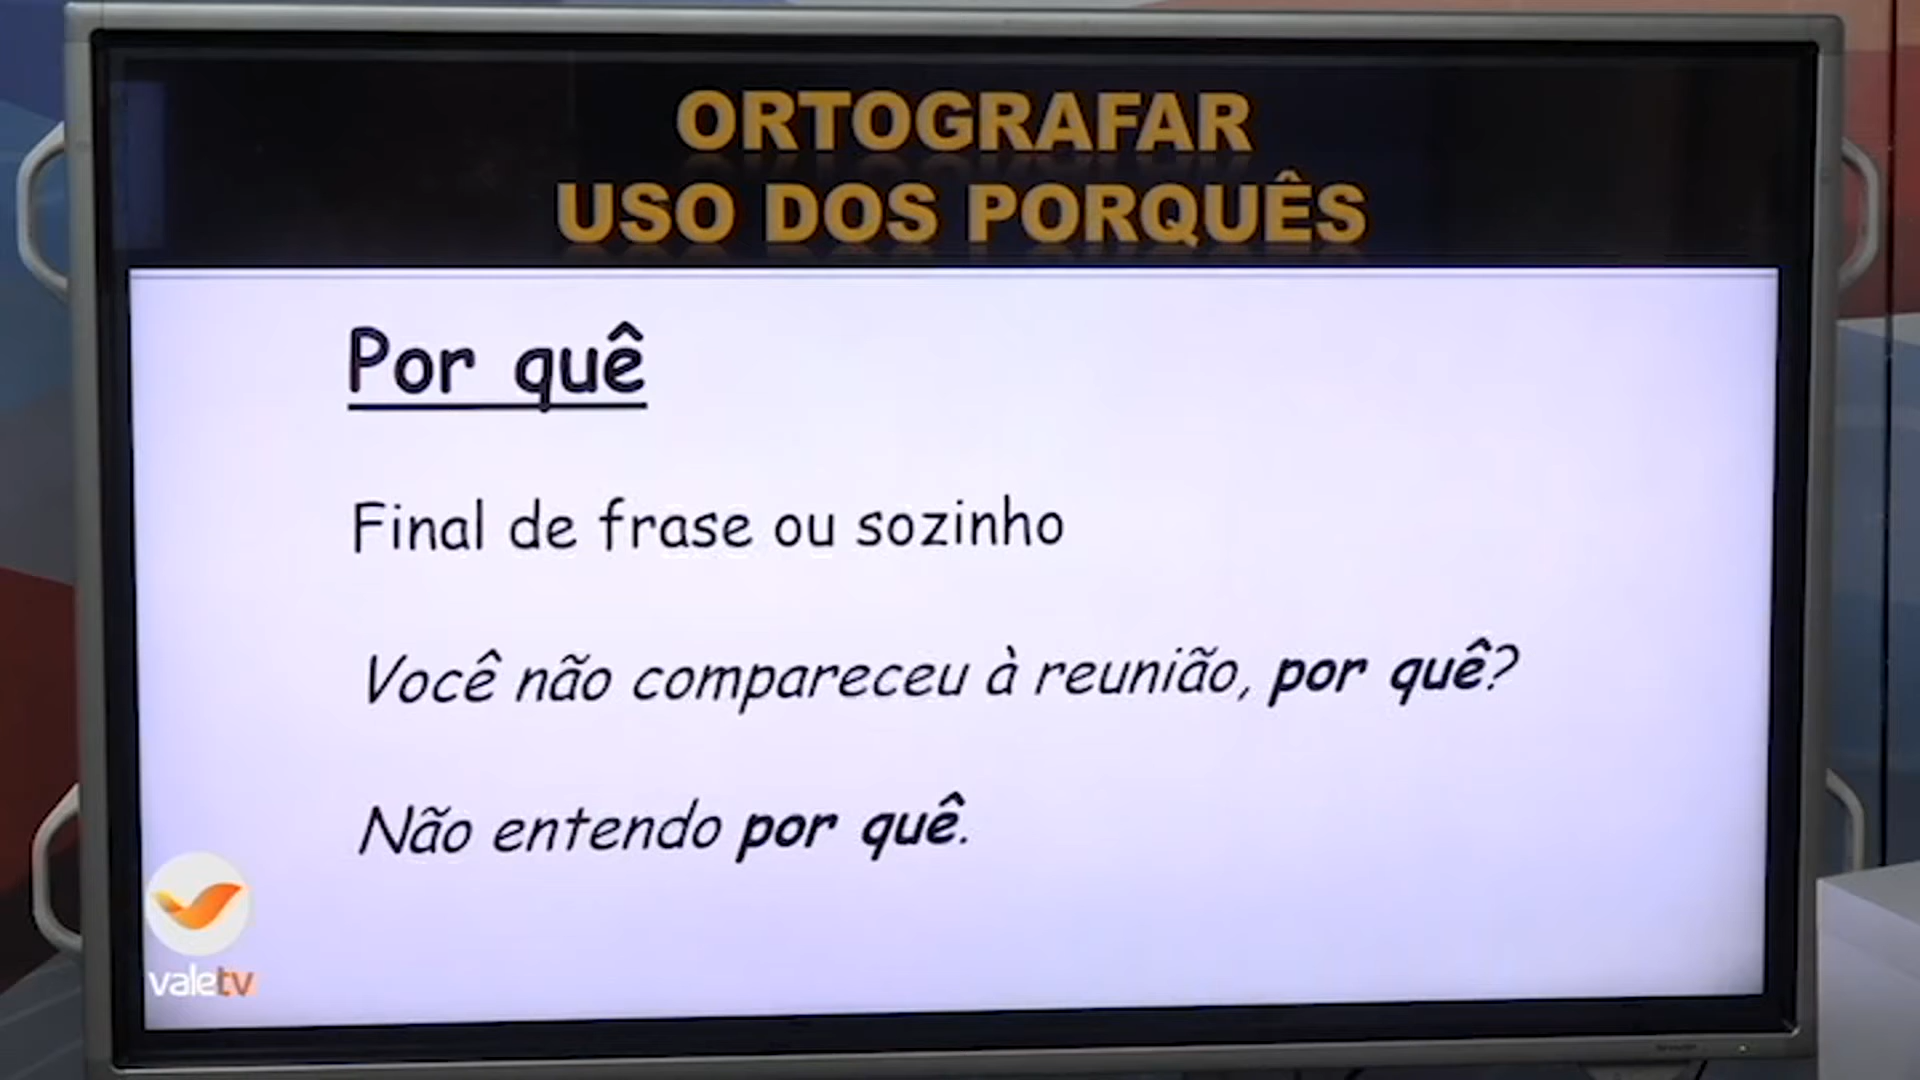 ORTOGRAFAR
USO DOS PORQUÊS
Por quê
Final de frase ou sozinho
Você não compareceu à reunião, por quê?
Não entendo por quê.
valetv